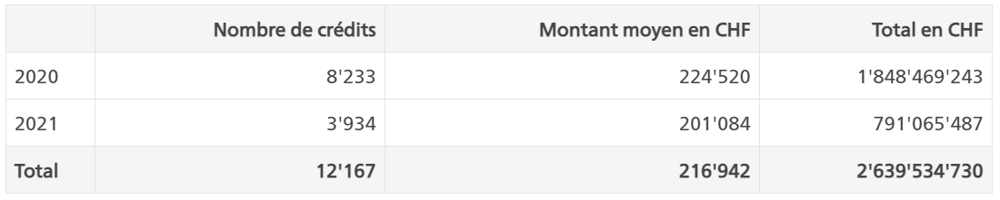 Nombre de crédits Montant moyen en CHF Total en CHF
2020 8'233 224'520 1'848'469'243
2021 3'934 201'084 791'065'487
Total 12'167 216'942 2'639'534'730